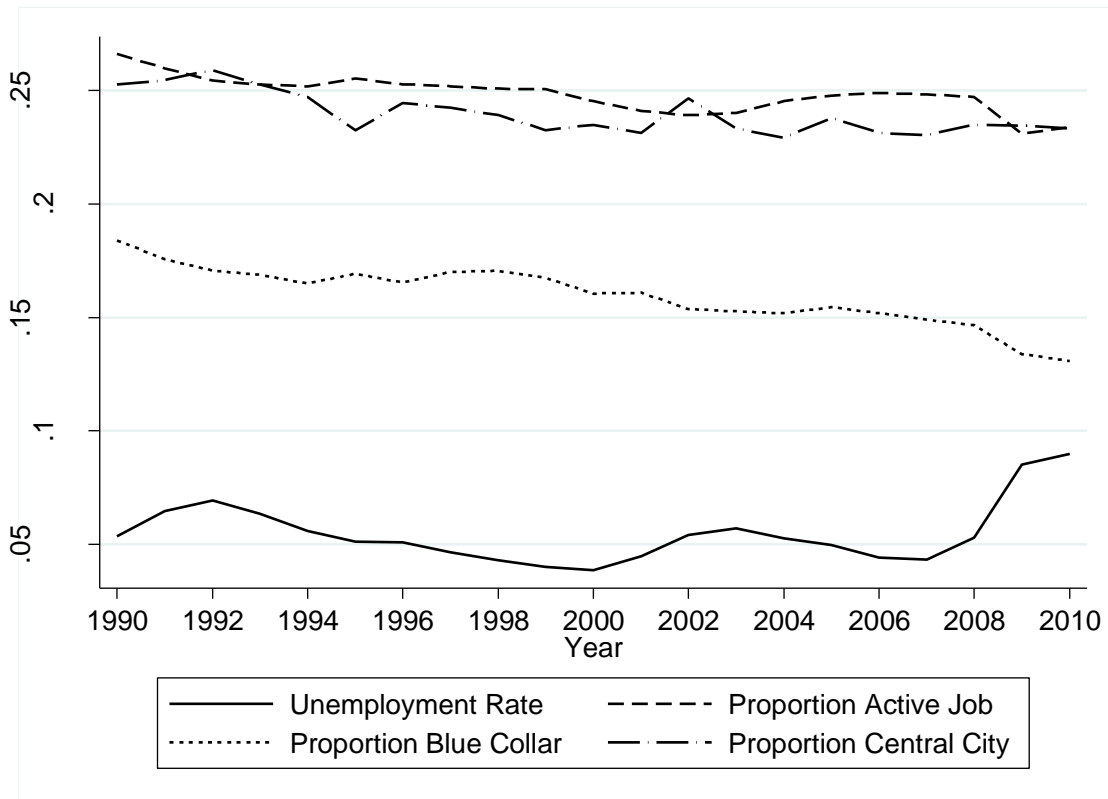 .25
.2
.15
.1
.05
1990 1992 1994 1996 1998 2000 2002 2004 2006 2008 2010
Year
Unemployment Rate Proportion Active Job
Proportion Blue Collar Proportion Central City